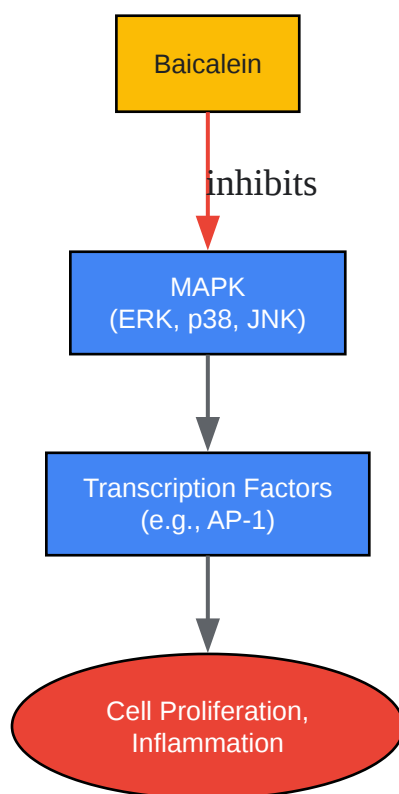 Baicalein
inhibits
MAPK
(ERK, p38, JNK)
Transcription Factors
(e.g., AP-1)
Cell Proliferation,
Inflammation